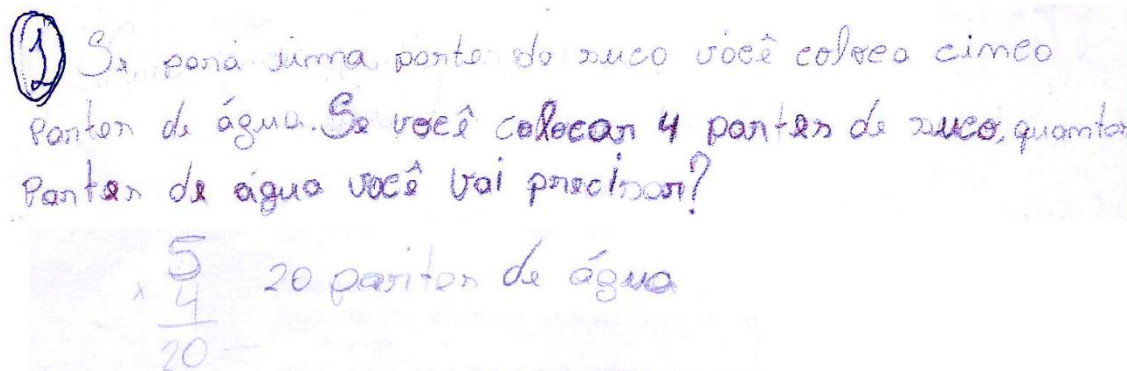 1 Se para uma parte do suco você coloca cinco
Partes de água. Se você colocar 4 partes de suco, quantas
Partes de água você vai precisar?
5 20 partes de água
x 4
20